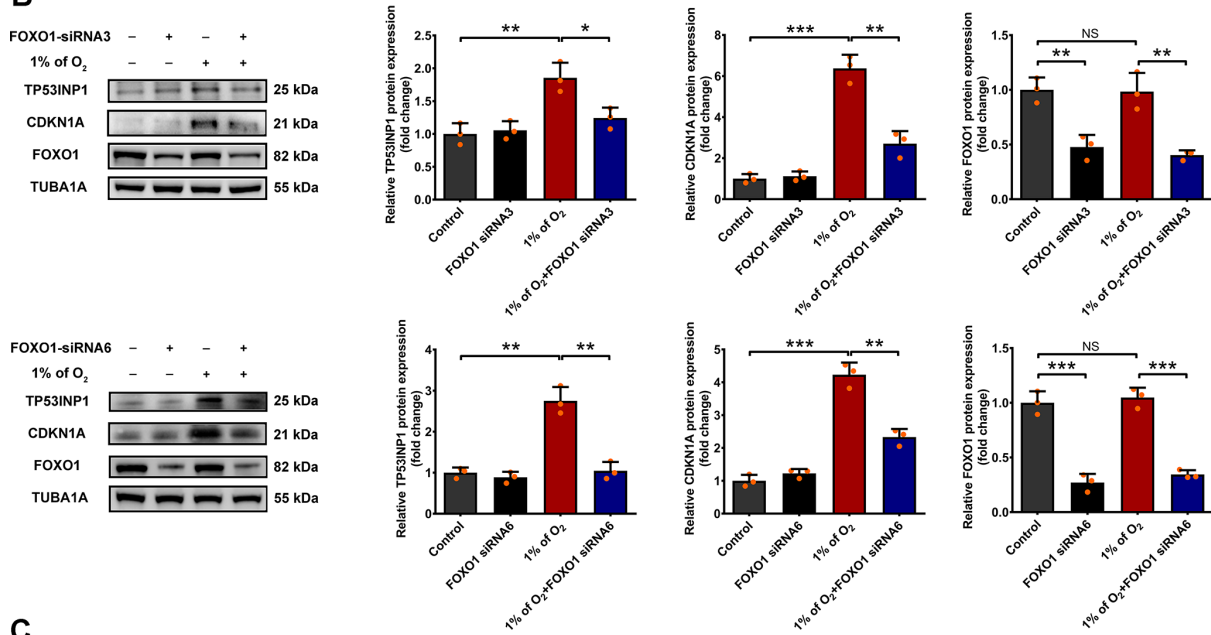 B
FOXO1-siRNA3 – + – +
1% of O2 – – + +
TP53INP1 25 kDa
CDKN1A 21 kDa
FOXO1 82 kDa
TUBA1A 55 kDa
Relative TP53INP1 protein expression
(fold change)
2.5
2.0
1.5
1.0
0.5
0.0
** *
Control
FOXO1 siRNA3
1% of O2
1% of O2+FOXO1 siRNA3
Relative CDKN1A protein expression
(fold change)
8
6
4
2
0
*** **
Control
FOXO1 siRNA3
1% of O2
1% of O2+FOXO1 siRNA3
Relative FOXO1 protein expression
(fold change)
1.5
1.0
0.5
0.0
NS
** **
Control
FOXO1 siRNA3
1% of O2
1% of O2+FOXO1 siRNA3
FOXO1-siRNA6 – + – +
1% of O2 – – + +
TP53INP1 25 kDa
CDKN1A 21 kDa
FOXO1 82 kDa
TUBA1A 55 kDa
Relative TP53INP1 protein expression
(fold change)
4
3
2
1
0
** **
Control
FOXO1 siRNA6
1% of O2
1% of O2+FOXO1 siRNA6
Relative CDKN1A protein expression
(fold change)
5
4
3
2
1
0
*** **
Control
FOXO1 siRNA6
1% of O2
1% of O2+FOXO1 siRNA6
Relative FOXO1 protein expression
(fold change)
1.5
1.0
0.5
0.0
NS
*** ***
Control
FOXO1 siRNA6
1% of O2
1% of O2+FOXO1 siRNA6
C